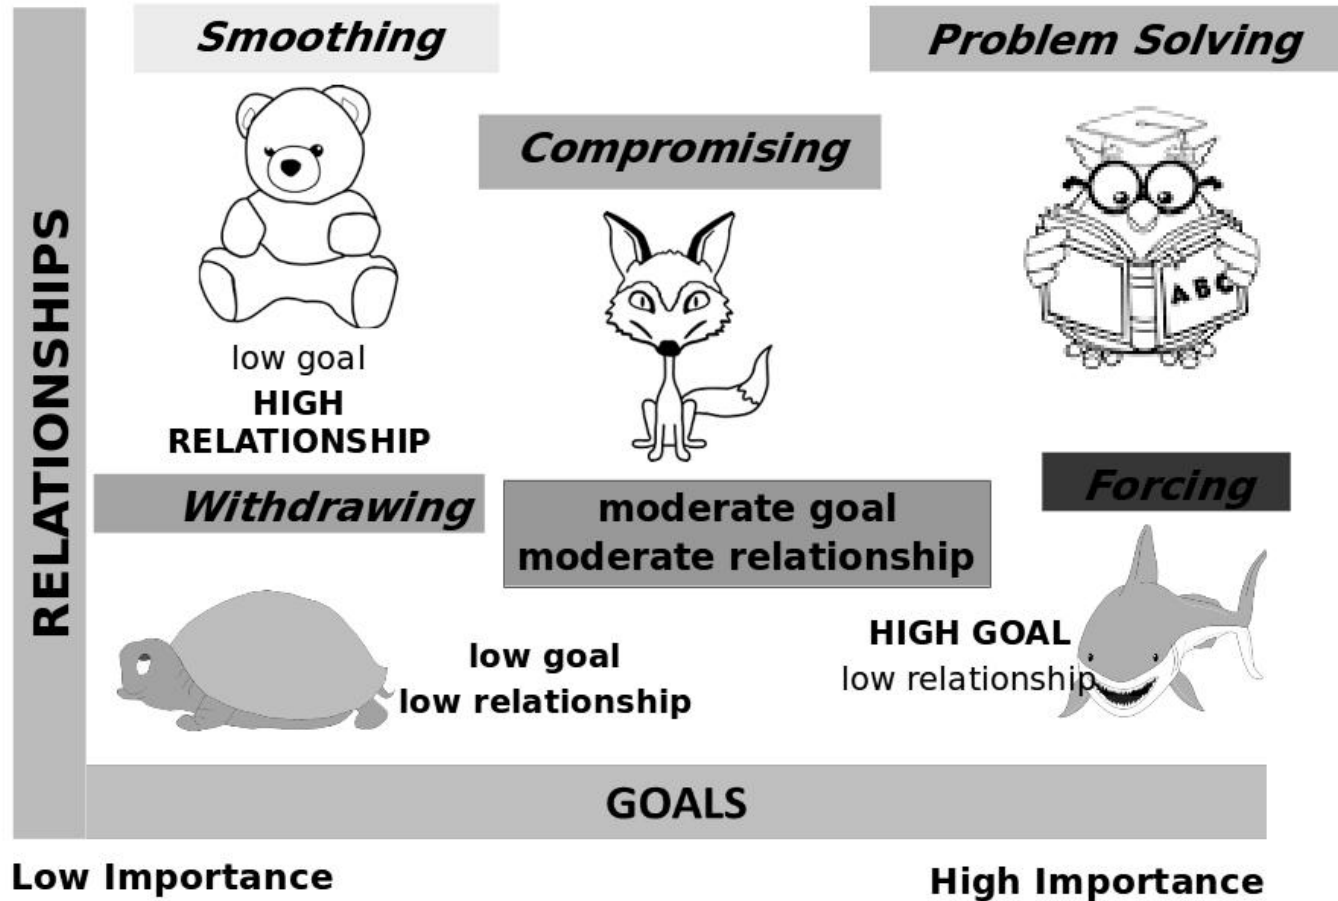 Smoothing
Problem Solving
Compromising
ABC
RELATIONSHIPS
low goal
HIGH
RELATIONSHIP
Withdrawing
moderate goal
moderate relationship
Forcing
low goal
low relationship
HIGH GOAL
low relationship
GOALS
Low Importance
High Importance